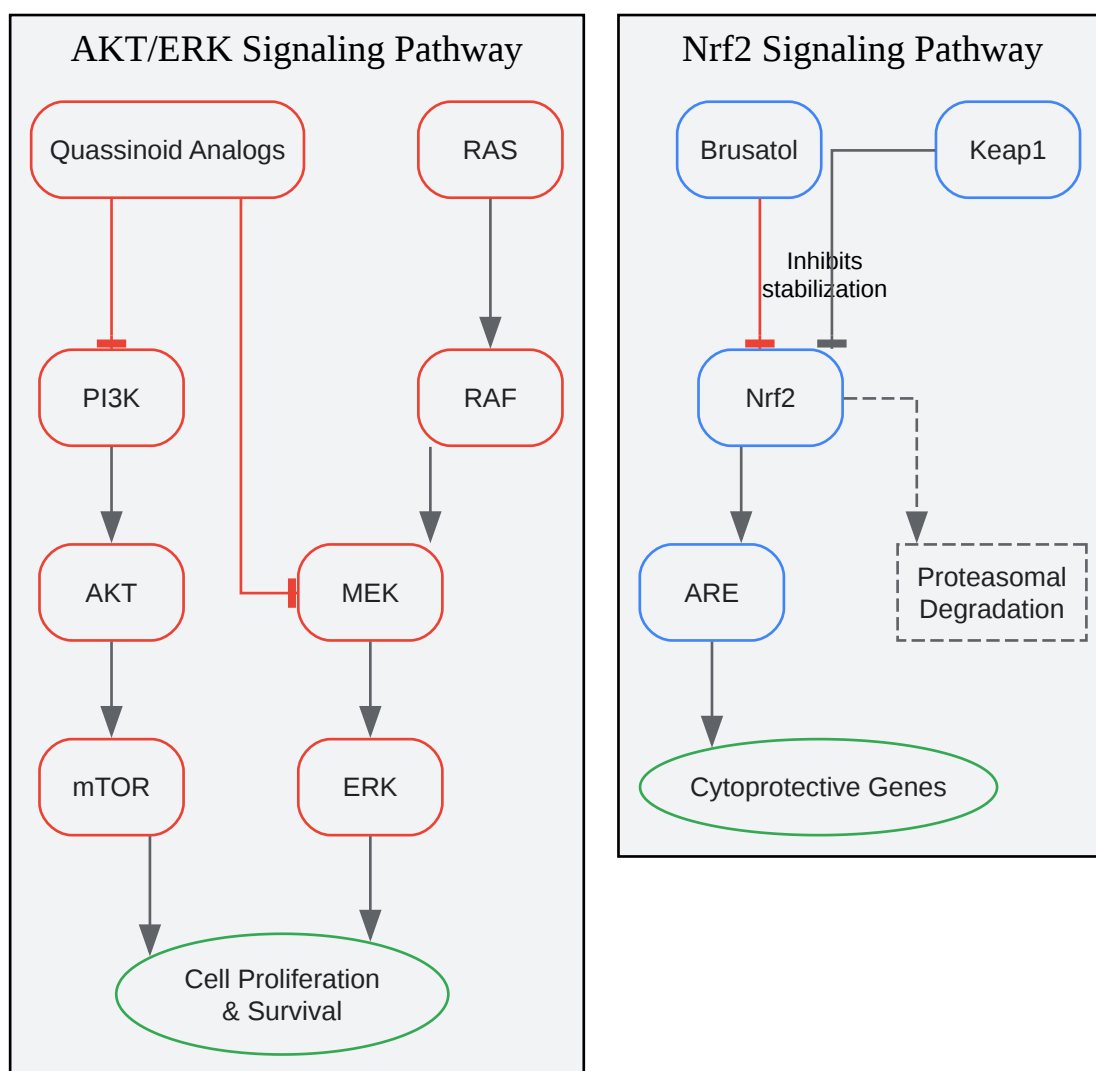 AKT/ERK Signaling Pathway
Quassinoid Analogs
RAS
PI3K
RAF
AKT
MEK
mTOR
ERK
Cell Proliferation
& Survival
Nrf2 Signaling Pathway
Brusatol
Keap1
Inhibits
stabilization
Nrf2
ARE
Proteasomal
Degradation
Cytoprotective Genes